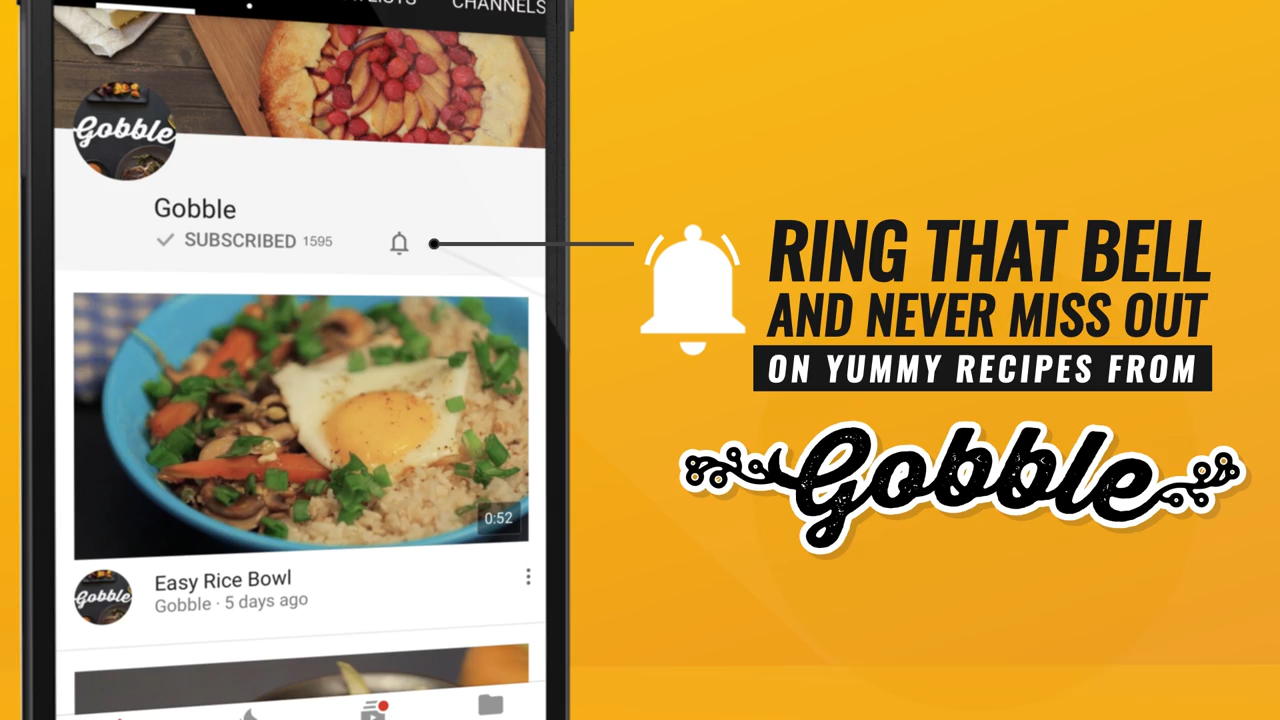 CHANNELS
Gobble
Gobble
SUBSCRIBED 1595
0:52
Gobble
Easy Rice Bowl
Gobble · 5 days ago
RING THAT BELL
AND NEVER MISS OUT
ON YUMMY RECIPES FROM
Gobble